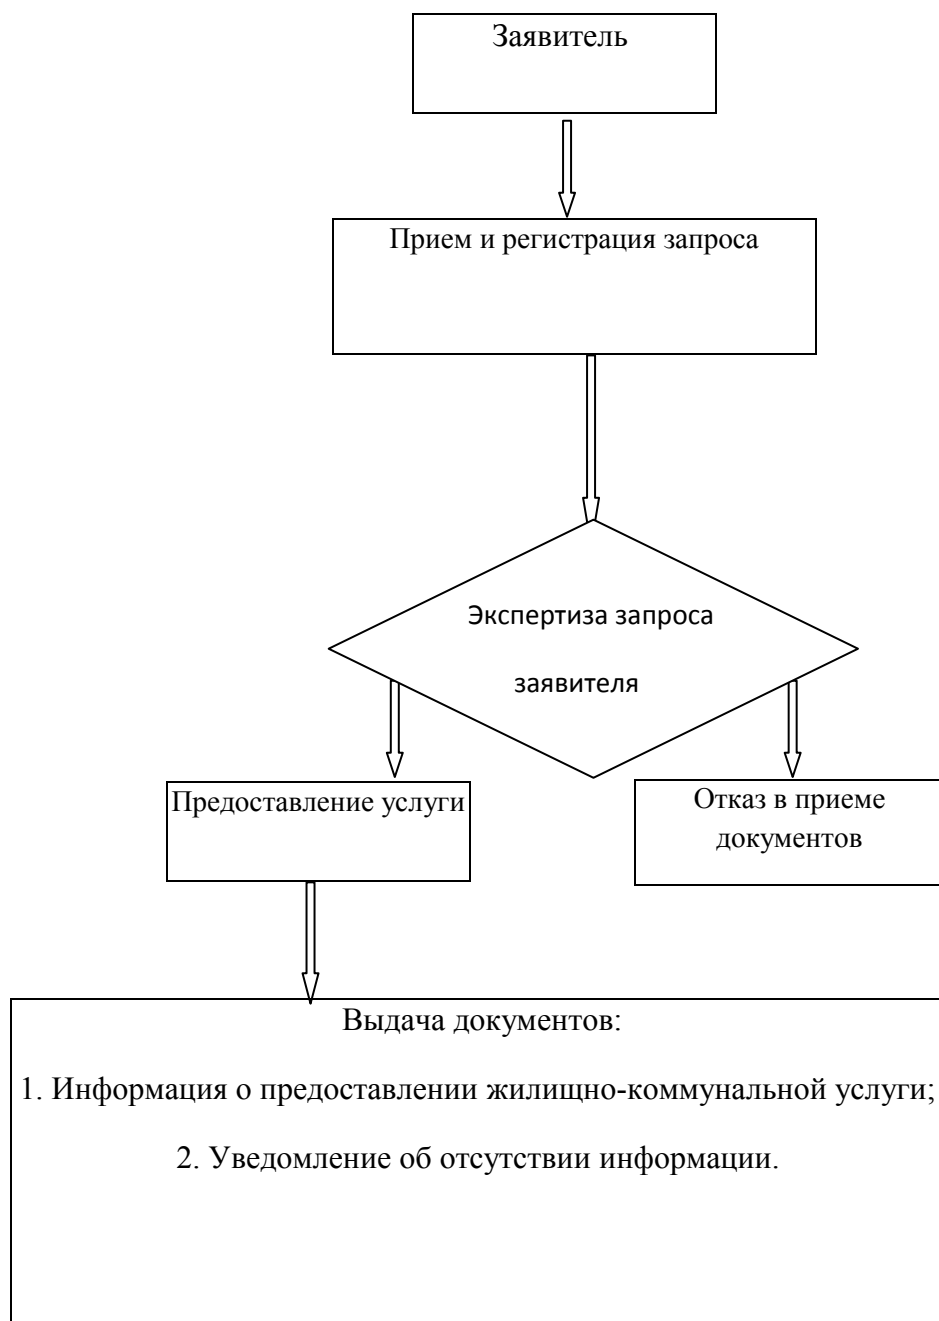 Заявитель
Прием и регистрация запроса
Экспертиза запроса
заявителя
Предоставление услуги
Отказ в приеме
документов
Выдача документов:
1. Информация о предоставлении жилищно-коммунальной услуги;
2. Уведомление об отсутствии информации.